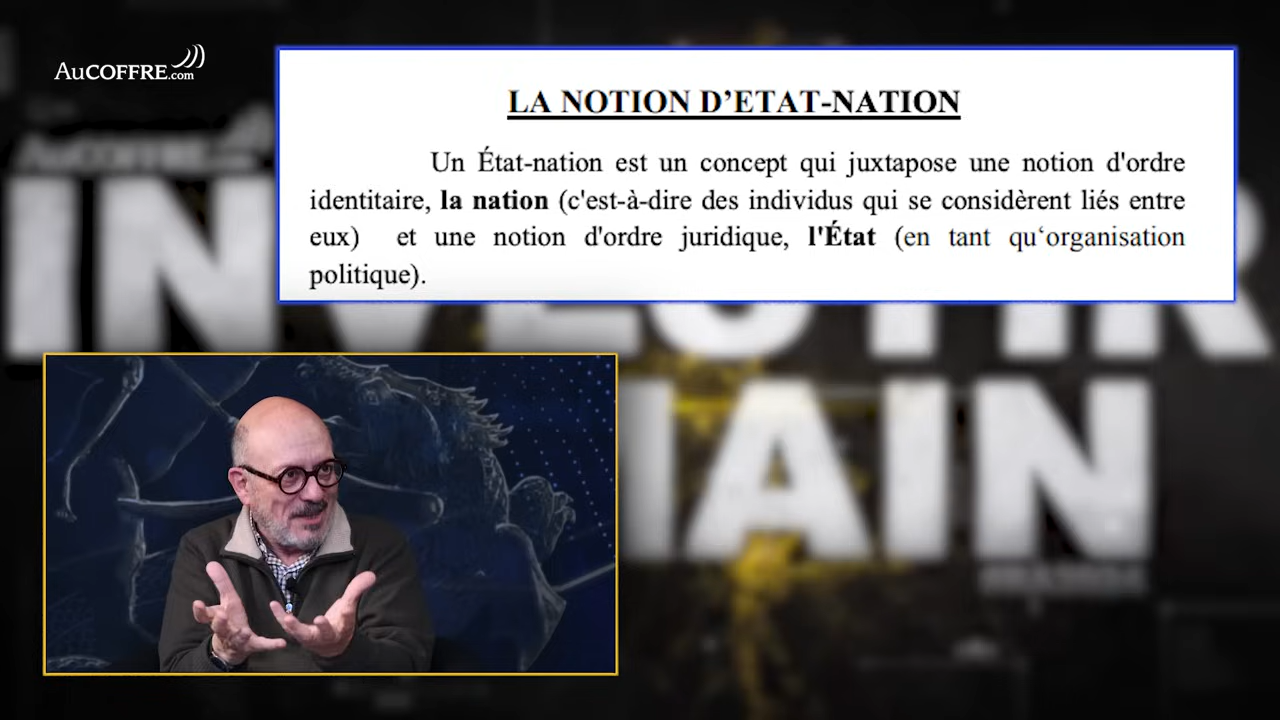 AUCOFFRE.com
LA NOTION D’ETAT-NATION
Un État-nation est un concept qui juxtapose une notion d'ordre
identitaire, la nation (c'est-à-dire des individus qui se considèrent liés entre
eux) et une notion d'ordre juridique, l'État (en tant qu‘organisation
politique).
INVESTIR
MAIN